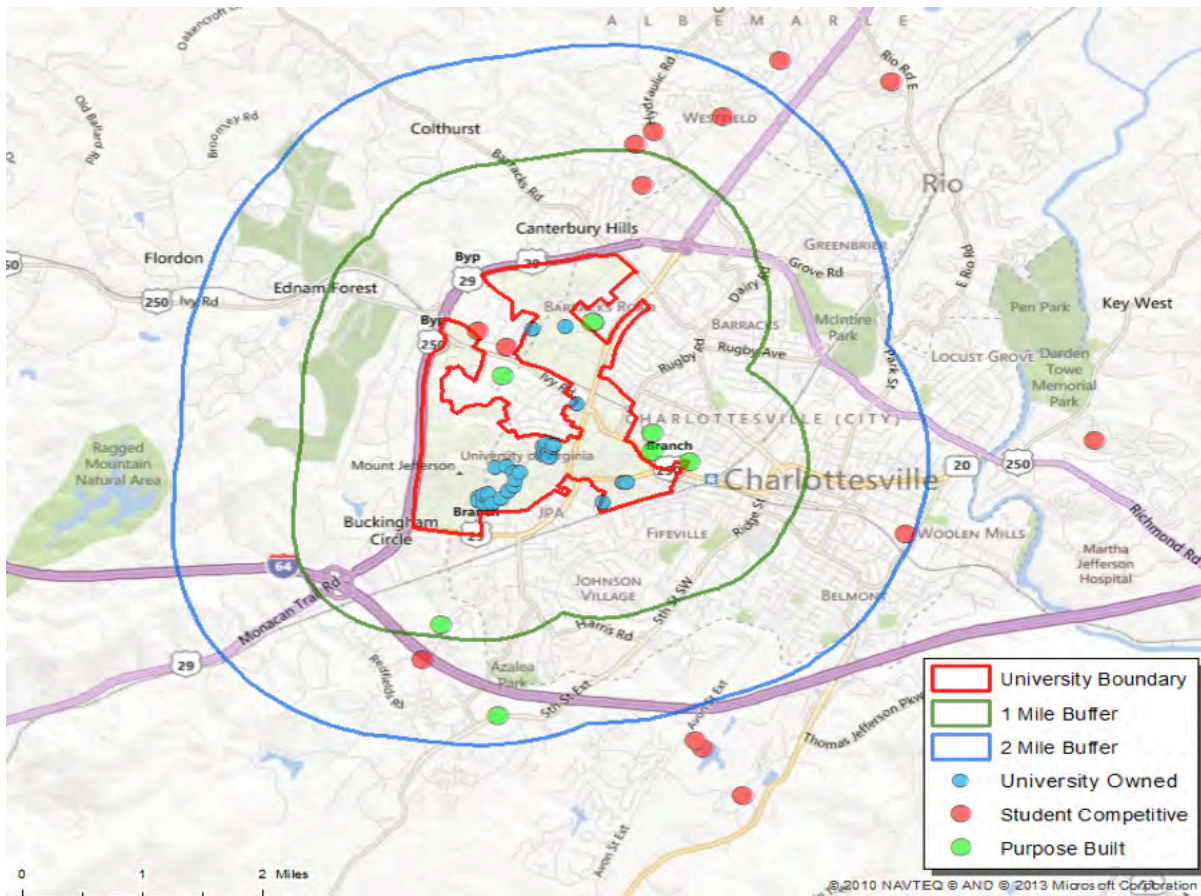 ALBEMARLE
Oakencroft
Hydraulic Rd
Rio Rd E
Old Ballard Rd
Broomley Rd
Colthurst
WESTFIELD
Barracks Rd
Rio
Canterbury Hills
GREENBRIER
Flordon
Byp
29
29
Grove Rd
E Rio Rd
250
Ivy Rd
Ednam Forest
Dairy Rd
Pen Park
Key West
Byp
250
BARRACKS ROAD
BARRACKS
McIntire
Park
Rugby Rd
Rugby Ave
Park St
LOCUST GROVE
Darden
Towe
Memorial
Park
Ivy Rd
CHARLOTTESVILLE (CITY)
Ragged
Mountain
Natural Area
Mount Jefferson
University of Virginia
Branch
250
Charlottesville
20
250
Branch
29
JPA
Buckingham
Circle
FIFEVILLE
Ridge St
WOOLEN MILLS
Richmond Rd
Martha
Jefferson
Hospital
64
Monacan Trail Rd
JOHNSON
VILLAGE
5th St SW
BELMONT
Harris Rd
29
Redfields Rd
Azalea
Park
5th St Ext
Avon St Ext
Thomas Jefferson Pkwy
Avon St Ext
University Boundary
1 Mile Buffer
2 Mile Buffer
University Owned
Student Competitive
Purpose Built
0 1 2 Miles
© 2010 NAVTEQ © AND © 2013 Microsoft Corporation